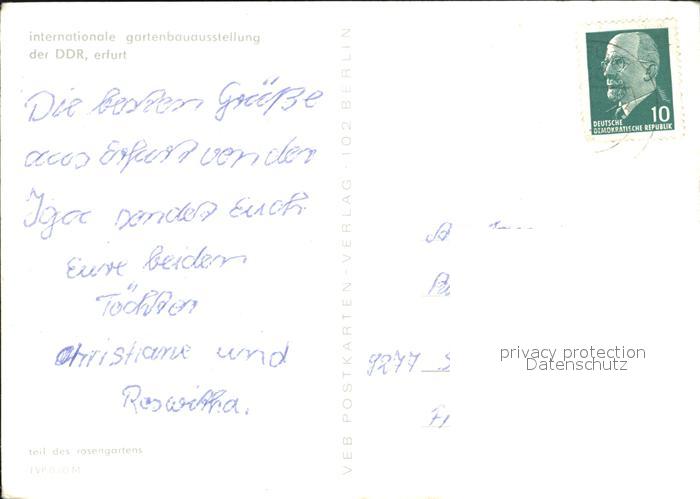 internationale gartenbauausstellung
der DDR, erfurt
Die besten Grüße
aus Erfurt von der
Iga sendet Euch
Eure beiden
Töchter
Christiane und
Roswitha.
teil des rosengartens
VEB POSTKARTEN-VERLAG - 102 BERLIN
10
DEUTSCHE
DEMOKRATISCHE REPUBLIK
9277
privacy protection
Datenschutz